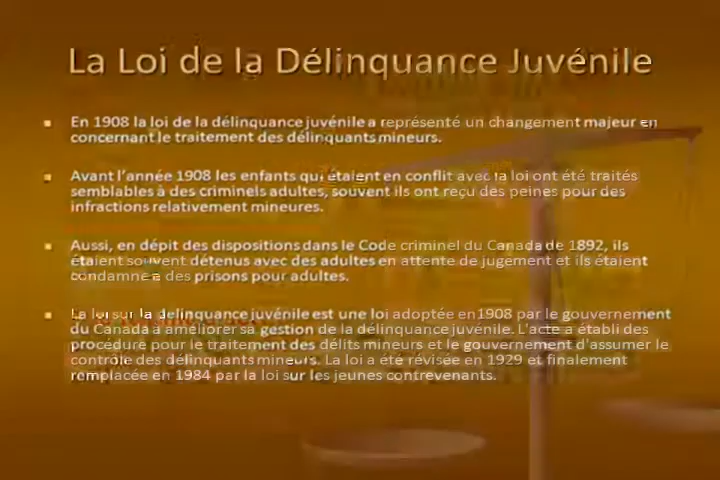 La Loi de la Délinquance Juvénile
En 1908 la loi de la délinquance juvénile a représenté un changement majeur en
concernant le traitement des délinquants mineurs.
Avant l'année 1908 les enfants qui étaient en conflit avec la loi ont été traités
semblables à des criminels adultes, souvent ils ont reçu des peines pour des
infractions relativement mineures.
Aussi, en dépit des dispositions dans le Code criminel du Canada de 1892, ils
étaient souvent détenus avec des adultes en attente de jugement et ils étaient
condamné à des prisons pour adultes.
La loi sur la delinquance juvénile est une loi adoptée en 1908 par le gouvernement
du Canada a améliorer sa gestion de la délinquance juvénile. L'acte a établi des
procédure pour le traitement des délits mineurs et le gouvernement d'assumer le
contrôle des délinquants mineurs. La loi a été révisée en 1929 et finalement
remplacée en 1984 par la loi sur les jeunes contrevenants.